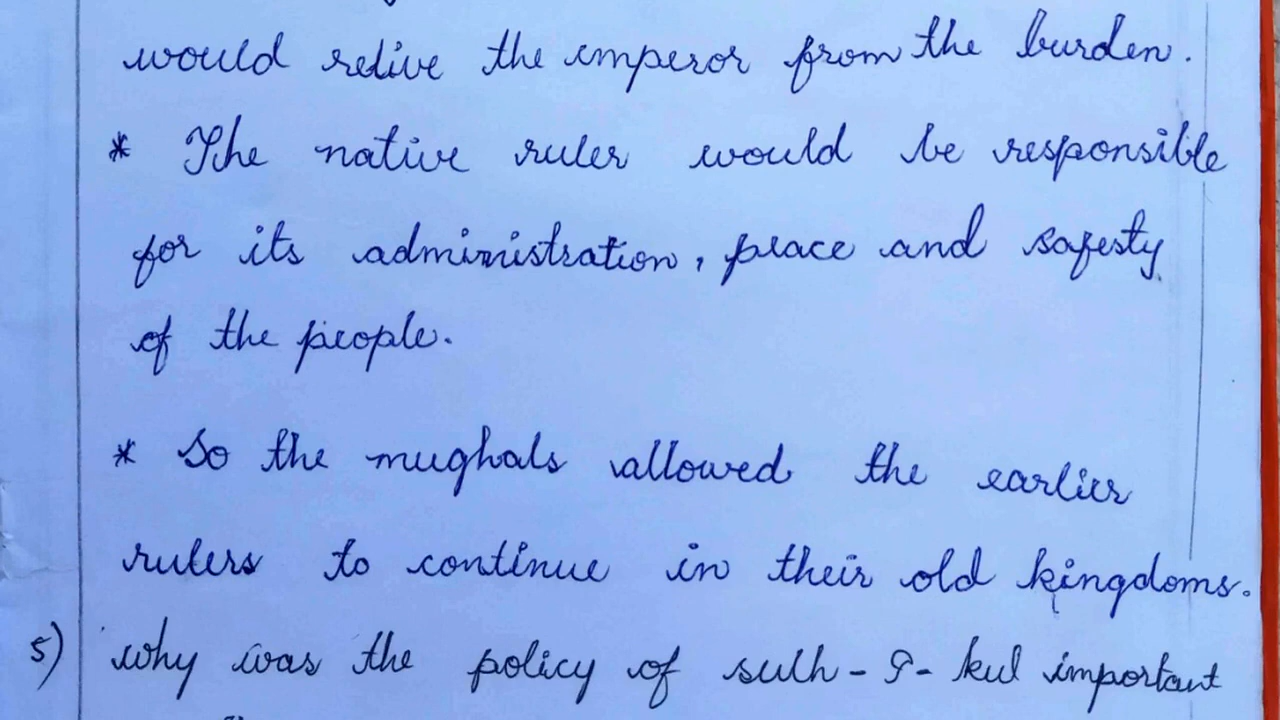 would relive the emperor from the burden.
* The native ruler would be responsible
for its administration, peace and safesty
of the people.
* So the mughals allowed the earlier
rulers to continue in their old kingdoms.
5) why was the policy of sulh-i-kul important